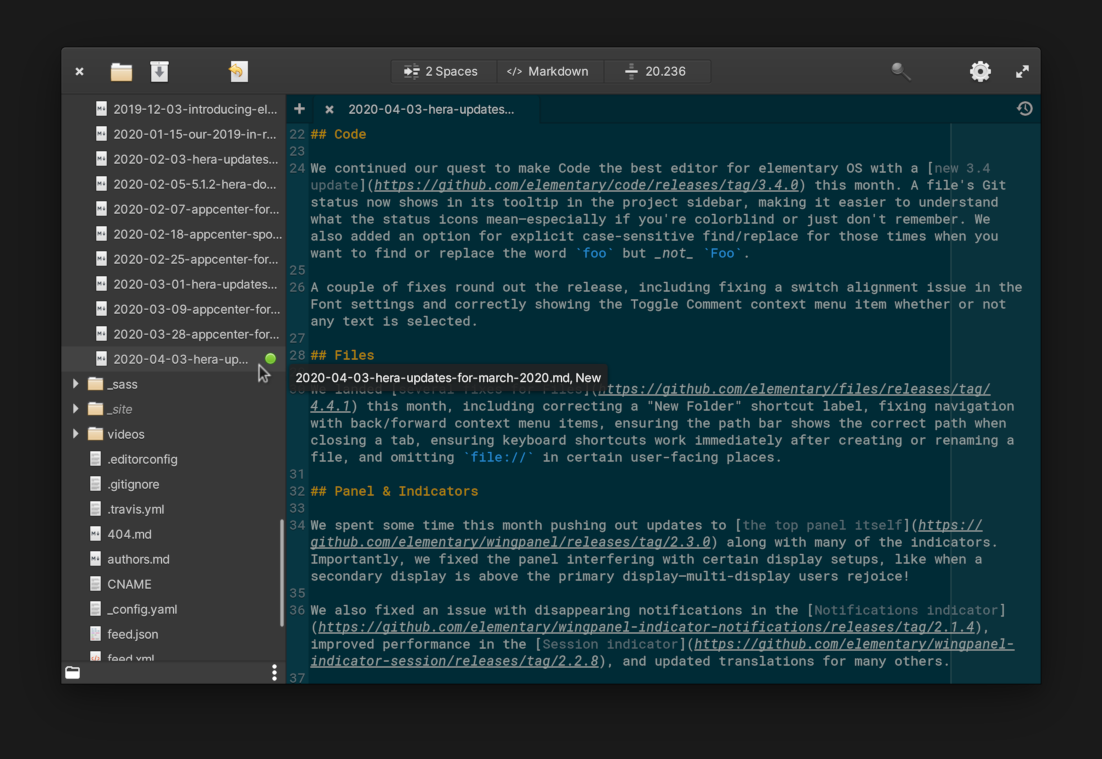 2 Spaces
</> Markdown
20.236
2019-12-03-introducing-el...
2020-01-15-our-2019-in-r...
2020-02-03-hera-updates...
2020-02-05-5.1.2-hera-do...
2020-02-07-appcenter-for...
2020-02-18-appcenter-spo...
2020-02-25-appcenter-for...
2020-03-01-hera-updates...
2020-03-09-appcenter-for...
2020-03-28-appcenter-for...
2020-04-03-hera-up...
_sass
_site
videos
.editorconfig
.gitignore
.travis.yml
404.md
authors.md
CNAME
_config.yaml
feed.json
feed.xml
2020-04-03-hera-updates...
22 ## Code
23
24 We continued our quest to make Code the best editor for elementary OS with a [new 3.4
update](https://github.com/elementary/code/releases/tag/3.4.0) this month. A file's Git
status now shows in its tooltip in the project sidebar, making it easier to understand
what the status icons mean—especially if you're colorblind or just don't remember. We
also added an option for explicit case-sensitive find/replace for those times when you
want to find or replace the word `foo` but _not_ `Foo`.
25
26 A couple of fixes round out the release, including fixing a switch alignment issue in the
Font settings and correctly showing the Toggle Comment context menu item whether or not
any text is selected.
27
28 ## Files
2020-04-03-hera-updates-for-march-2020.md, New
We landed [several fixes for Files](https://github.com/elementary/files/releases/tag/
4.4.1) this month, including correcting a "New Folder" shortcut label, fixing navigation
with back/forward context menu items, ensuring the path bar shows the correct path when
closing a tab, ensuring keyboard shortcuts work immediately after creating or renaming a
file, and omitting `file://` in certain user-facing places.
31
32 ## Panel & Indicators
33
34 We spent some time this month pushing out updates to [the top panel itself](https://
github.com/elementary/wingpanel/releases/tag/2.3.0) along with many of the indicators.
Importantly, we fixed the panel interfering with certain display setups, like when a
secondary display is above the primary display—multi-display users rejoice!
35
36 We also fixed an issue with disappearing notifications in the [Notifications indicator]
(https://github.com/elementary/wingpanel-indicator-notifications/releases/tag/2.1.4),
improved performance in the [Session indicator](https://github.com/elementary/wingpanel-
indicator-session/releases/tag/2.2.8), and updated translations for many others.
37